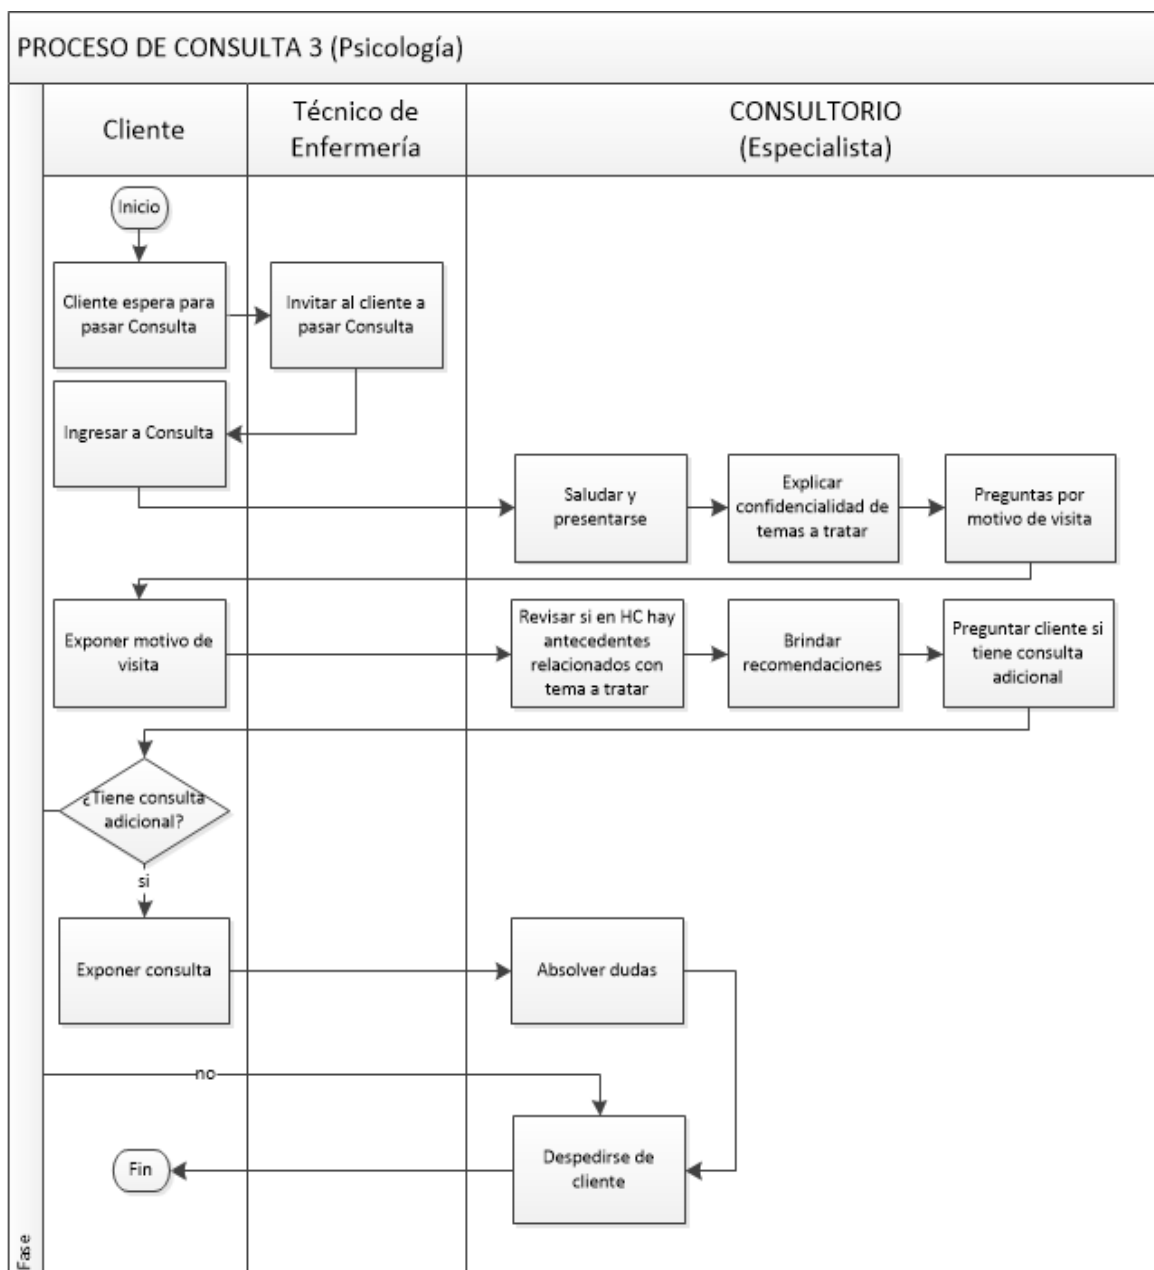 PROCESO DE CONSULTA 3 (Psicología)
Cliente
Técnico de
Enfermería
CONSULTORIO
(Especialista)
Inicio
Cliente espera para
pasar Consulta
Invitar al cliente a
pasar Consulta
Ingresar a Consulta
Saludar y
presentarse
Explicar
confidencialidad de
temas a tratar
Preguntas por
motivo de visita
Exponer motivo de
visita
Revisar si en HC hay
antecedentes
relacionados con
tema a tratar
Brindar
recomendaciones
Preguntar cliente si
tiene consulta
adicional
¿Tiene consulta
adicional?
si
Exponer consulta
Absolver dudas
no
Despedirse de
cliente
Fin
Fase